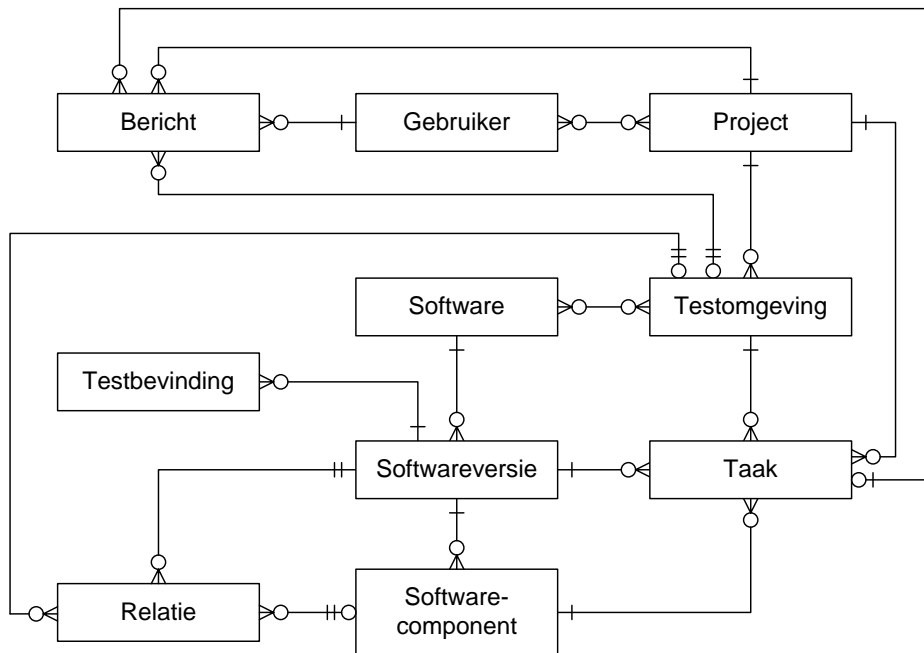 Bericht
Gebruiker
Project
Software
Testomgeving
Testbevinding
Softwareversie
Taak
Relatie
Software-
component